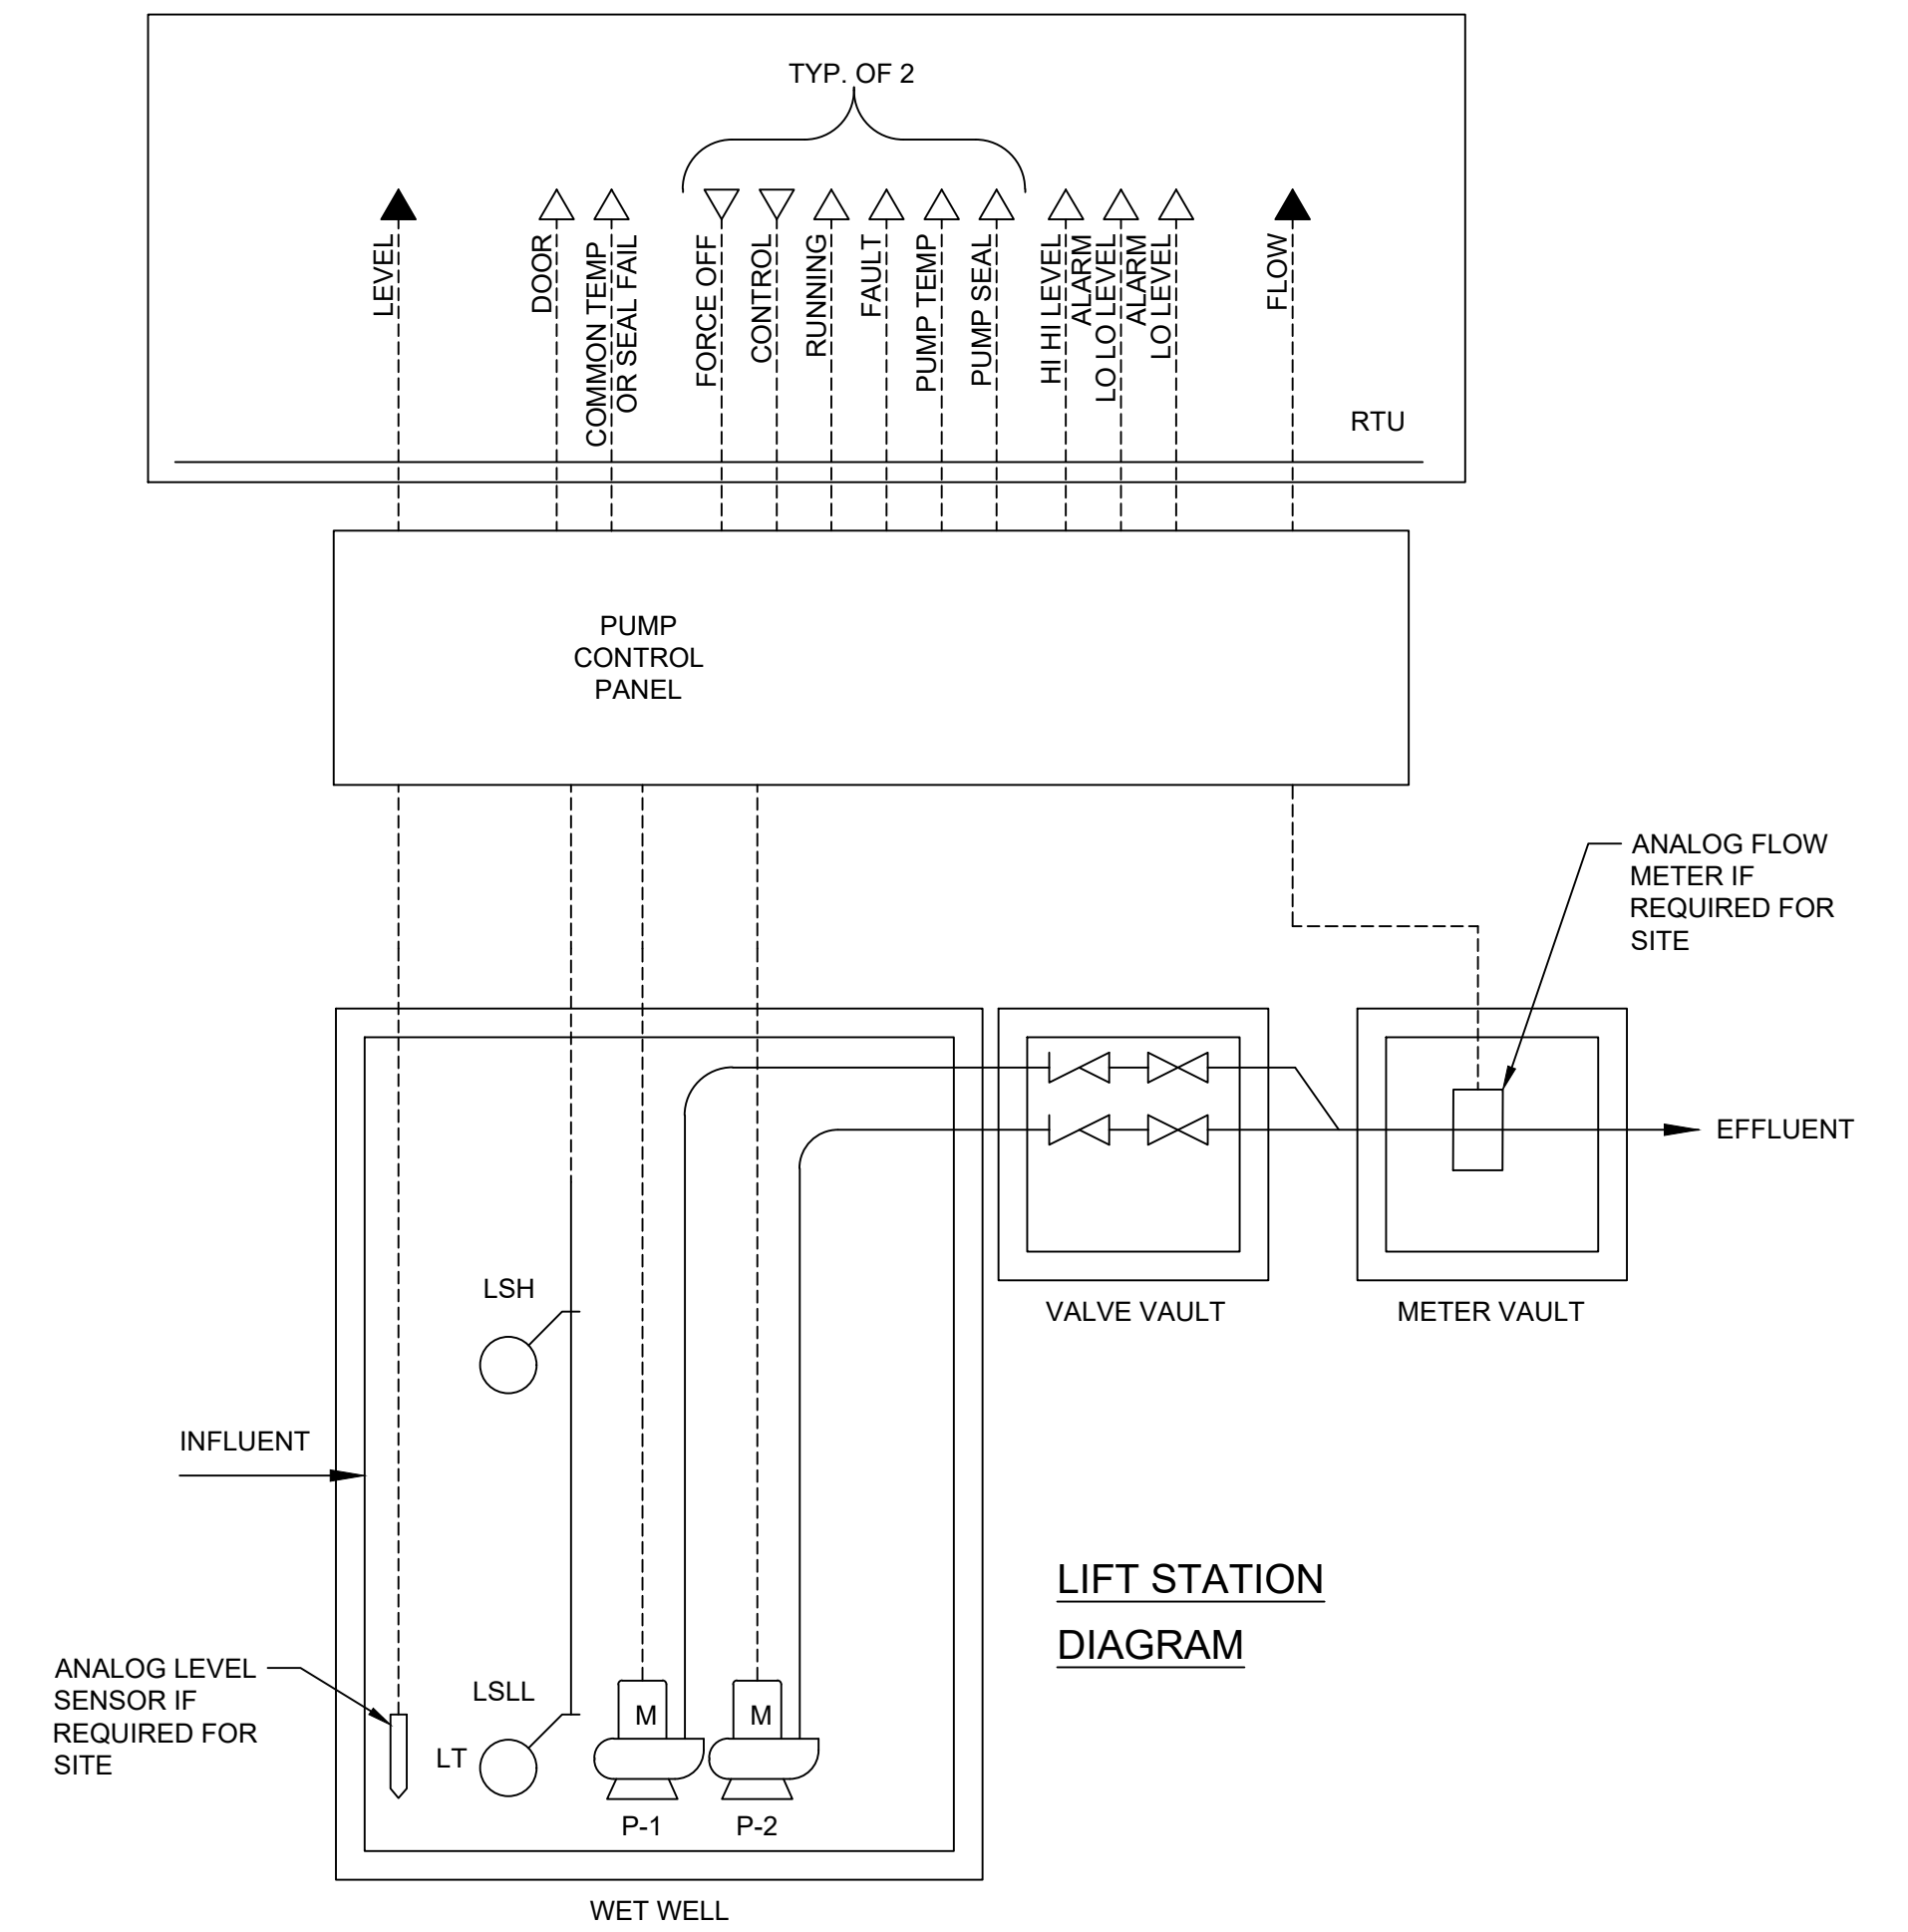 TYP. OF 2
LEVEL
DOOR
COMMON TEMP
OR SEAL FAIL
FORCE OFF
CONTROL
RUNNING
FAULT
PUMP TEMP
PUMP SEAL
HI HI LEVEL
ALARM
LO LO LEVEL
ALARM
LO LEVEL
FLOW
RTU
PUMP
CONTROL
PANEL
ANALOG FLOW
METER IF
REQUIRED FOR
SITE
EFFLUENT
LSH
VALVE VAULT
METER VAULT
INFLUENT
LIFT STATION
DIAGRAM
ANALOG LEVEL
SENSOR IF
REQUIRED FOR
SITE
LSLL
LT
M
M
P-1
P-2
WET WELL